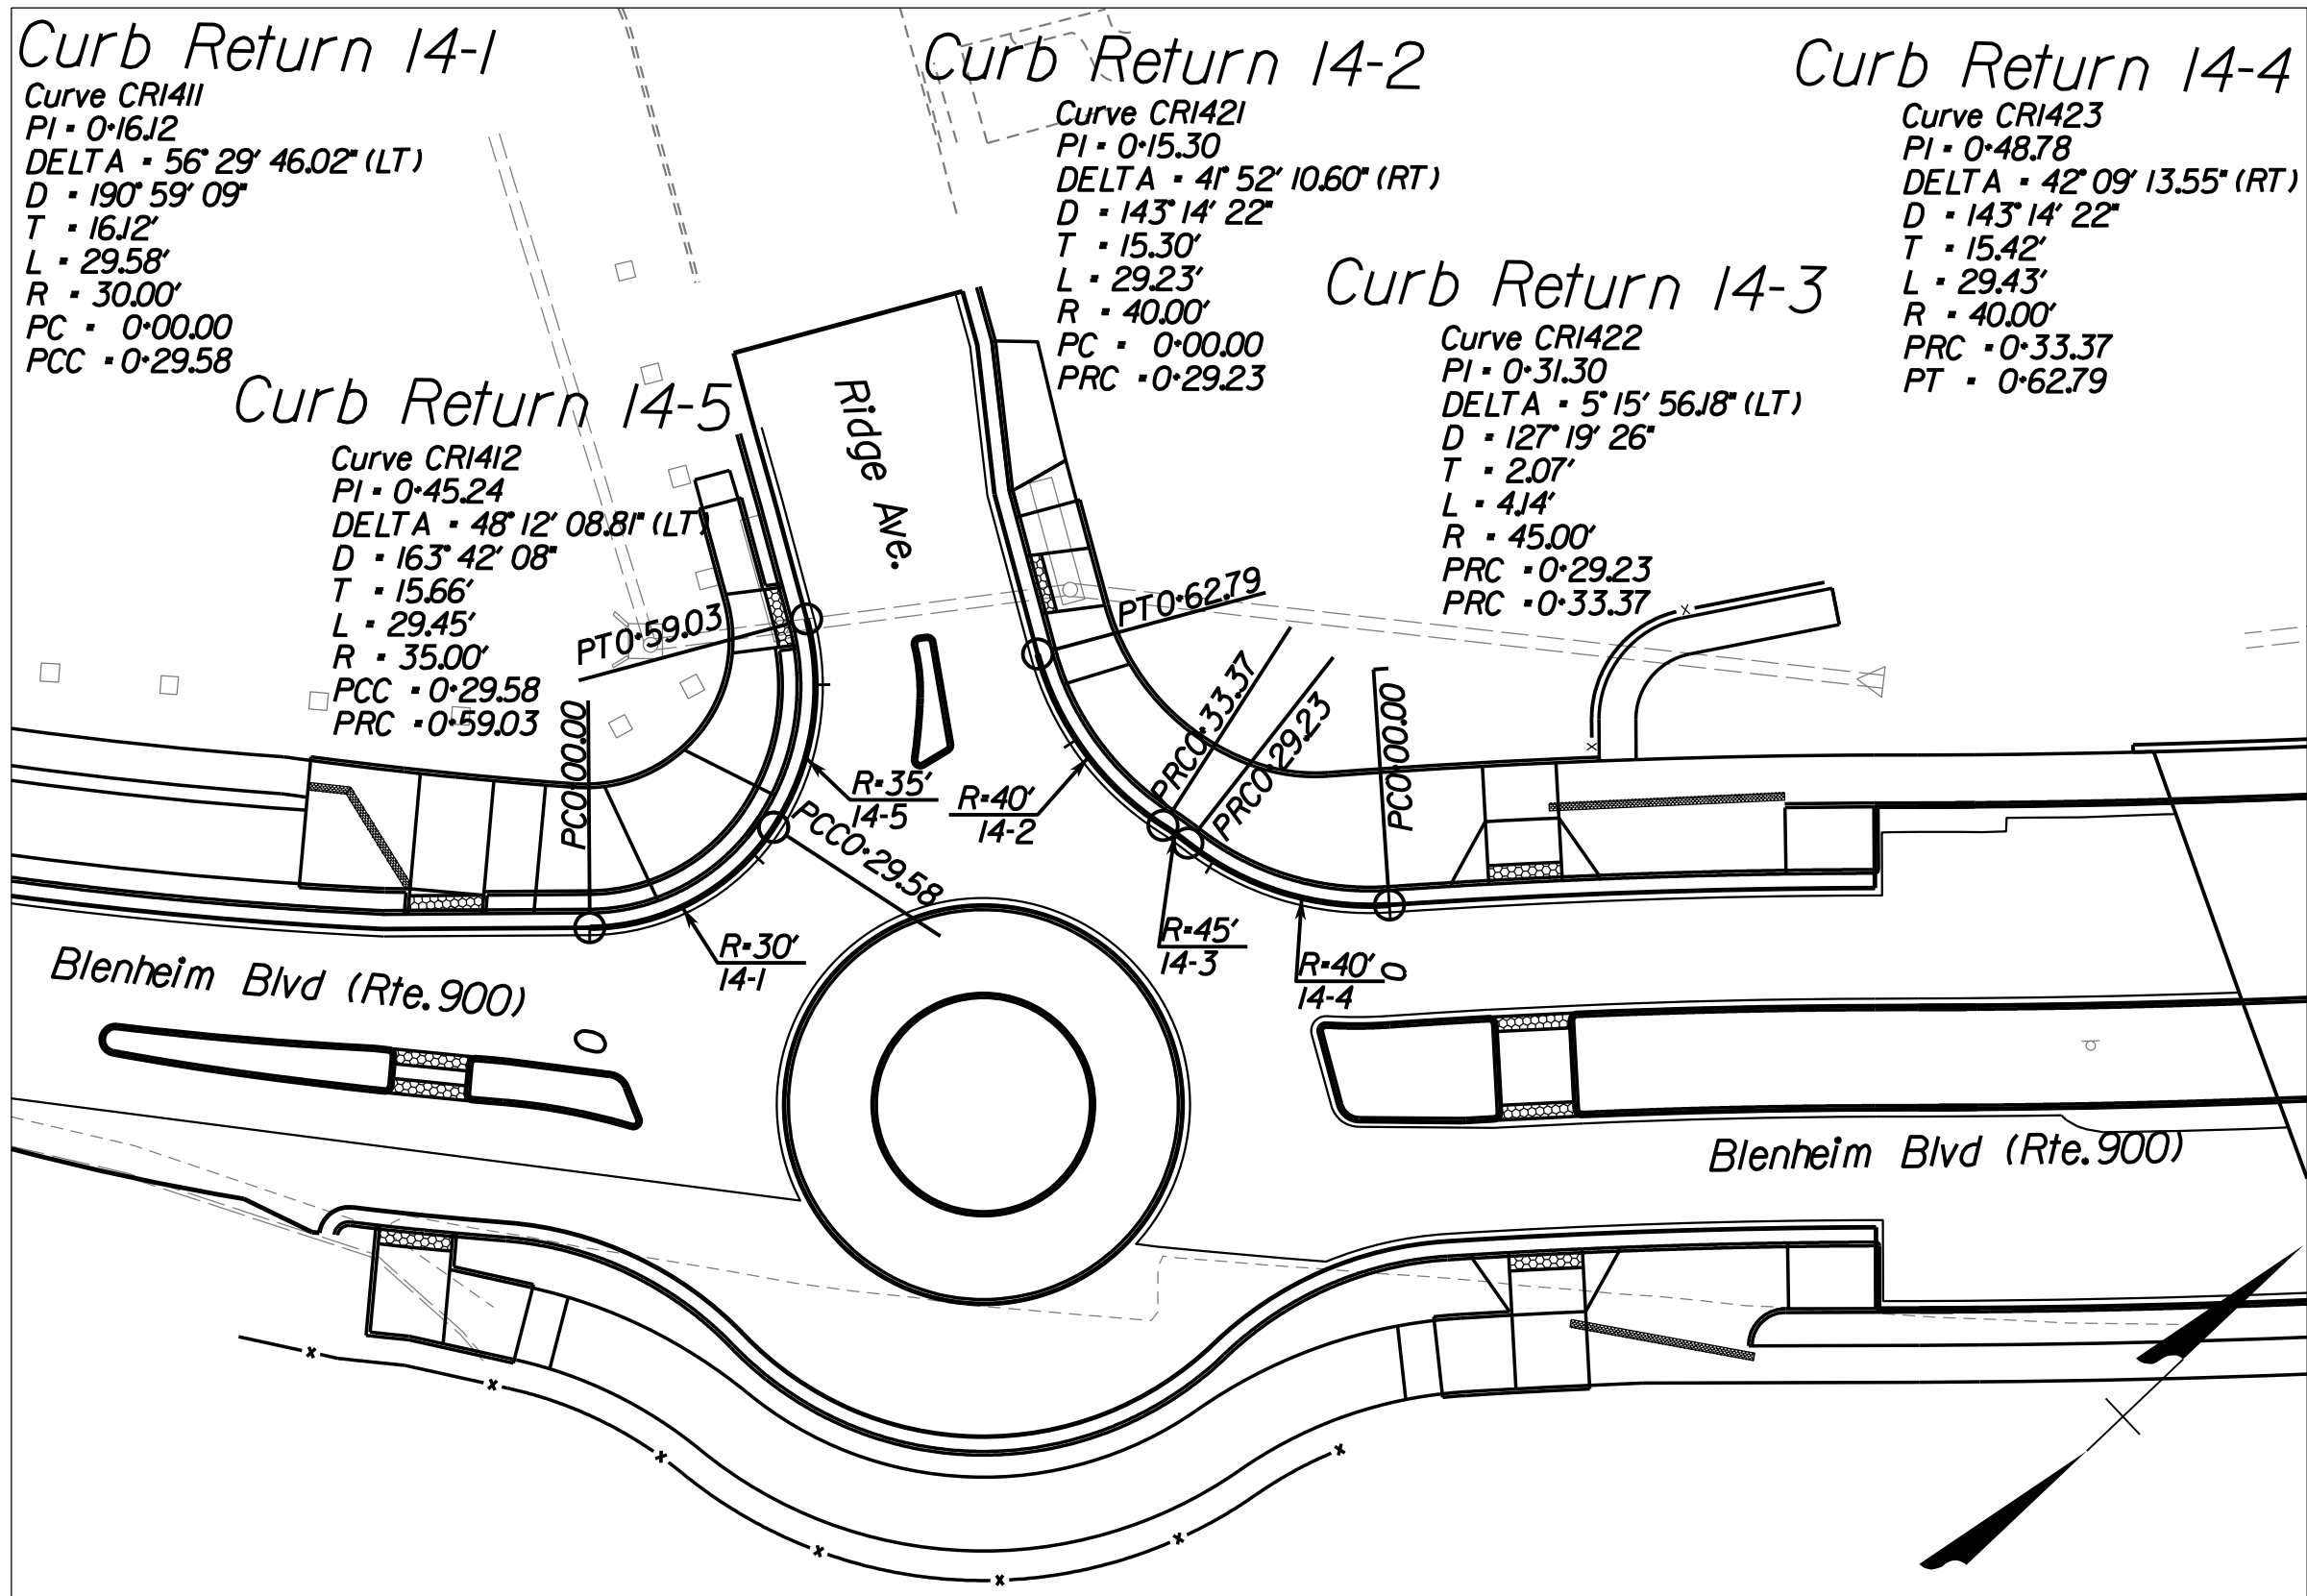 Curb Return 14-1
Curve CR1411
PI = 0+16.12
DELTA = 56° 29' 46.02" (LT)
D = 190° 59' 09"
T = 16.12'
L = 29.58'
R = 30.00'
PC = 0+00.00
PCC = 0+29.58
Curb Return 14-2
Curve CR1421
PI = 0+15.30
DELTA = 41° 52' 10.60" (RT)
D = 143° 14' 22"
T = 15.30'
L = 29.23'
R = 40.00'
PC = 0+00.00
PRC = 0+29.23
Curb Return 14-4
Curve CR1423
PI = 0+48.78
DELTA = 42° 09' 13.55" (RT)
D = 143° 14' 22"
T = 15.42'
L = 29.43'
R = 40.00'
PRC = 0+33.37
PT = 0+62.79
Curb Return 14-3
Curve CR1422
PI = 0+31.30
DELTA = 5° 15' 56.18" (LT)
D = 127° 19' 26"
T = 2.07'
L = 4.14'
R = 45.00'
PRC = 0+29.23
PRC = 0+33.37
Curb Return 14-5
Curve CR1412
PI = 0+45.24
DELTA = 48° 12' 08.81" (LT)
D = 163° 42' 08"
T = 15.66'
L = 29.45'
R = 35.00'
PCC = 0+29.58
PRC = 0+59.03
Ridge Ave.
PT 0+59.03
PT 0+62.79
PC 0+00.00
PRC 0+33.37
PRC 0+29.23
PC 0+00.00
R=35'
14-5
R=40'
14-2
PCC 0+29.58
R=30'
14-1
R=45'
14-3
R=40'
14-4
0
Blenheim Blvd (Rte. 900)
0
Blenheim Blvd (Rte. 900)